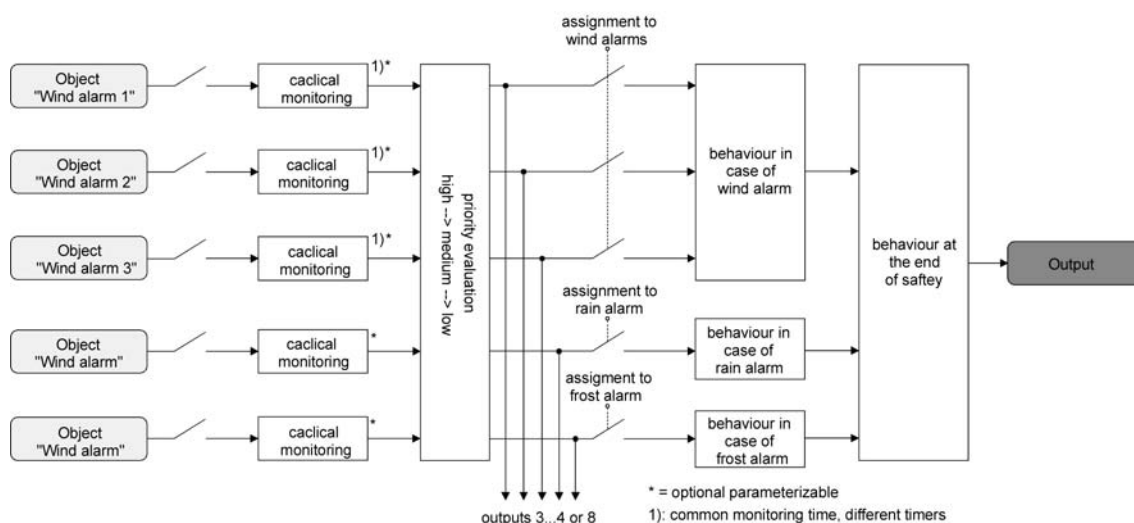 assignment to
wind alarms
Object
"Wind alarm 1"
caclical
monitoring
1)*
Object
"Wind alarm 2"
caclical
monitoring
1)*
Object
"Wind alarm 3"
caclical
monitoring
1)*
Object
"Wind alarm"
caclical
monitoring
*
Object
"Wind alarm"
caclical
monitoring
*
priority evaluation
high --> medium --> low
behaviour in
case of
wind alarm
assignment to
rain alarm
behaviour in
case of
rain alarm
assigment to
frost alarm
behaviour in
case of
frost alarm
behaviour at
the end
of saftey
Output
outputs 3...4 or 8
* = optional parameterizable
1): common monitoring time, different timers